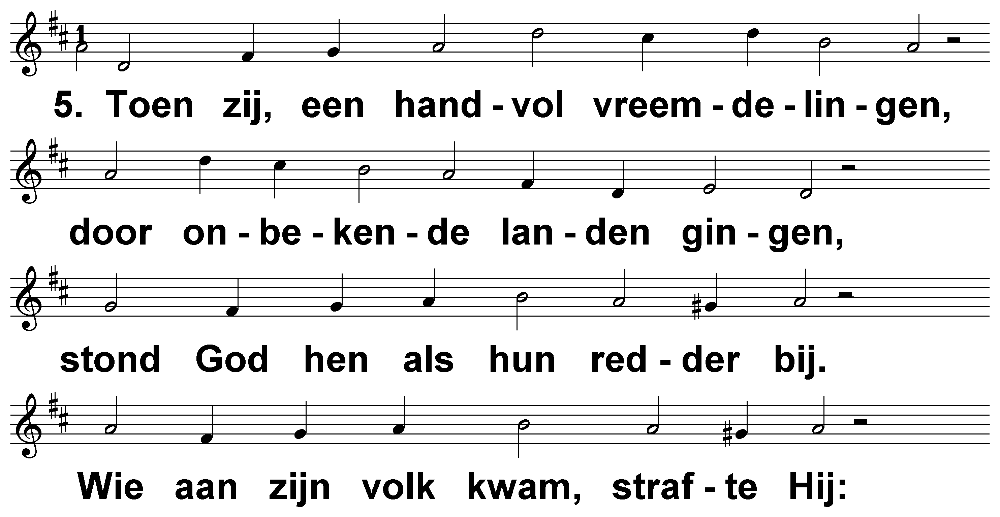 1
5. Toen zij, een hand - vol vreem - de - lin - gen,
door on - be - ken - de lan - den gin - gen,
stond God hen als hun red - der bij.
Wie aan zijn volk kwam, straf - te Hij: